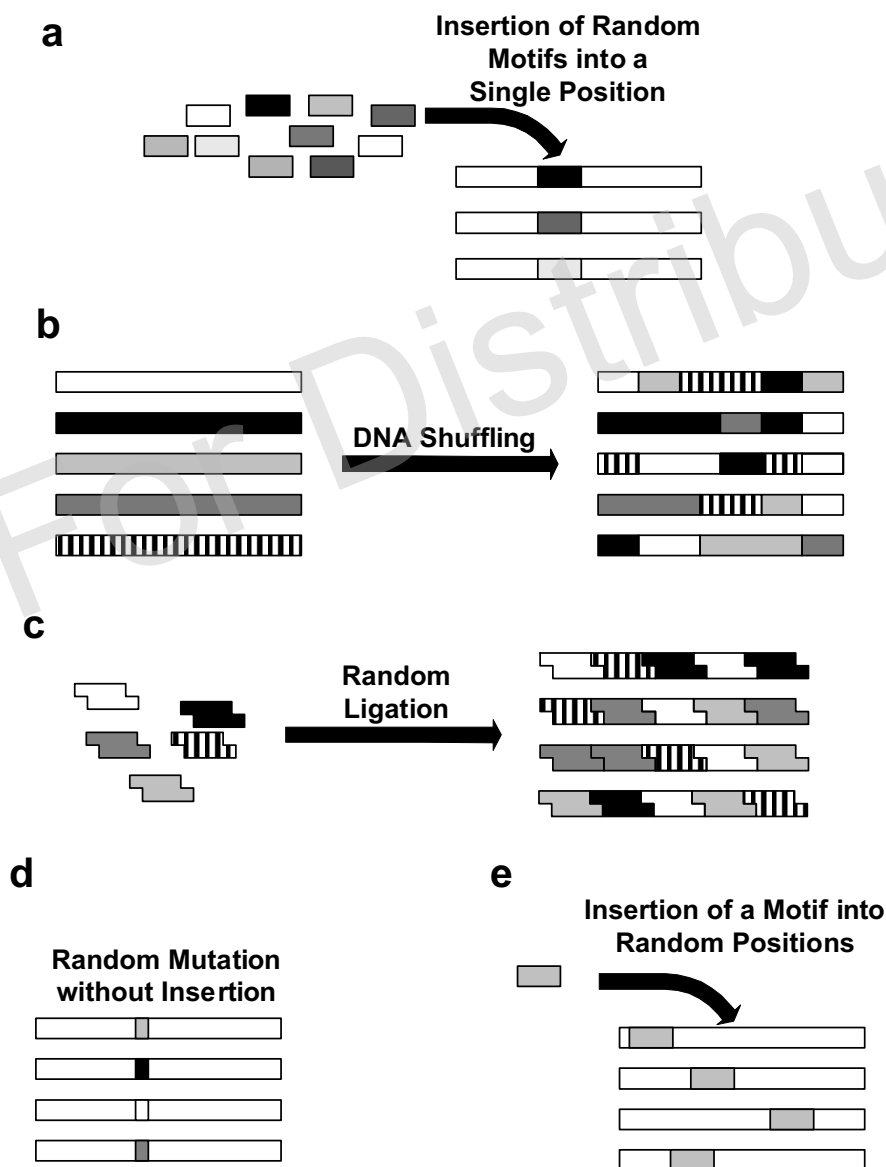 a
Insertion of Random
Motifs into a
Single Position
b
DNA Shuffling
c
Random
Ligation
d
Random Mutation
without Insertion
e
Insertion of a Motif into
Random Positions
For Distribu